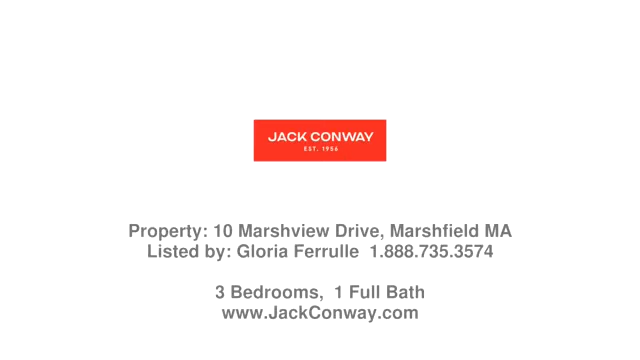 JACK CONWAY
EST. 1956
Property: 10 Marshview Drive, Marshfield MA
Listed by: Gloria Ferrulle  1.888.735.3574
3 Bedrooms,  1 Full Bath
www.JackConway.com